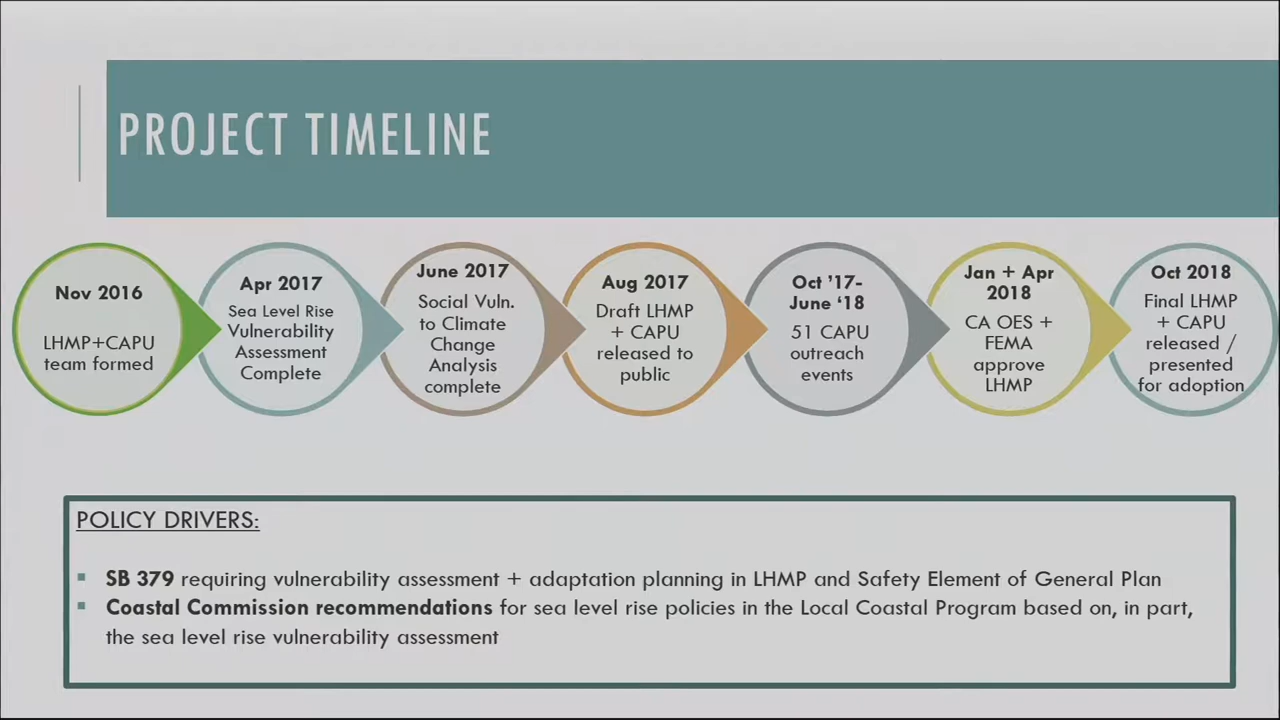 PROJECT TIMELINE
Nov 2016
LHMP+CAPU
team formed
Apr 2017
Sea Level Rise
Vulnerability
Assessment
Complete
June 2017
Social Vuln.
to Climate
Change
Analysis
complete
Aug 2017
Draft LHMP
+ CAPU
released to
public
Oct ’17-
June ‘18
51 CAPU
outreach
events
Jan + Apr
2018
CA OES +
FEMA
approve
LHMP
Oct 2018
Final LHMP
+ CAPU
released /
presented
for adoption
POLICY DRIVERS:
▪ SB 379 requiring vulnerability assessment + adaptation planning in LHMP and Safety Element of General Plan
▪ Coastal Commission recommendations for sea level rise policies in the Local Coastal Program based on, in part,
the sea level rise vulnerability assessment